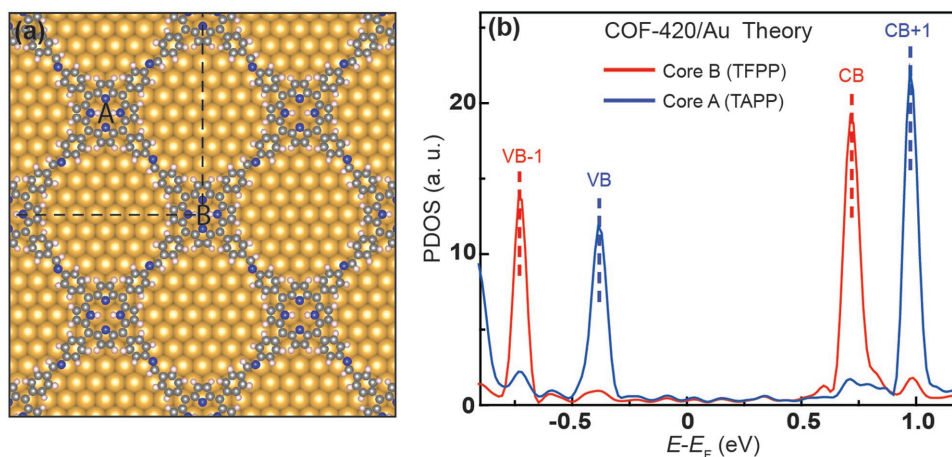 (a)
A
B
(b)
COF-420/Au Theory
Core B (TFPP)
Core A (TAPP)
CB+1
CB
VB-1
VB
PDOS (a. u.)
20
10
0
-0.5
0
0.5
1.0
E-E_F (eV)